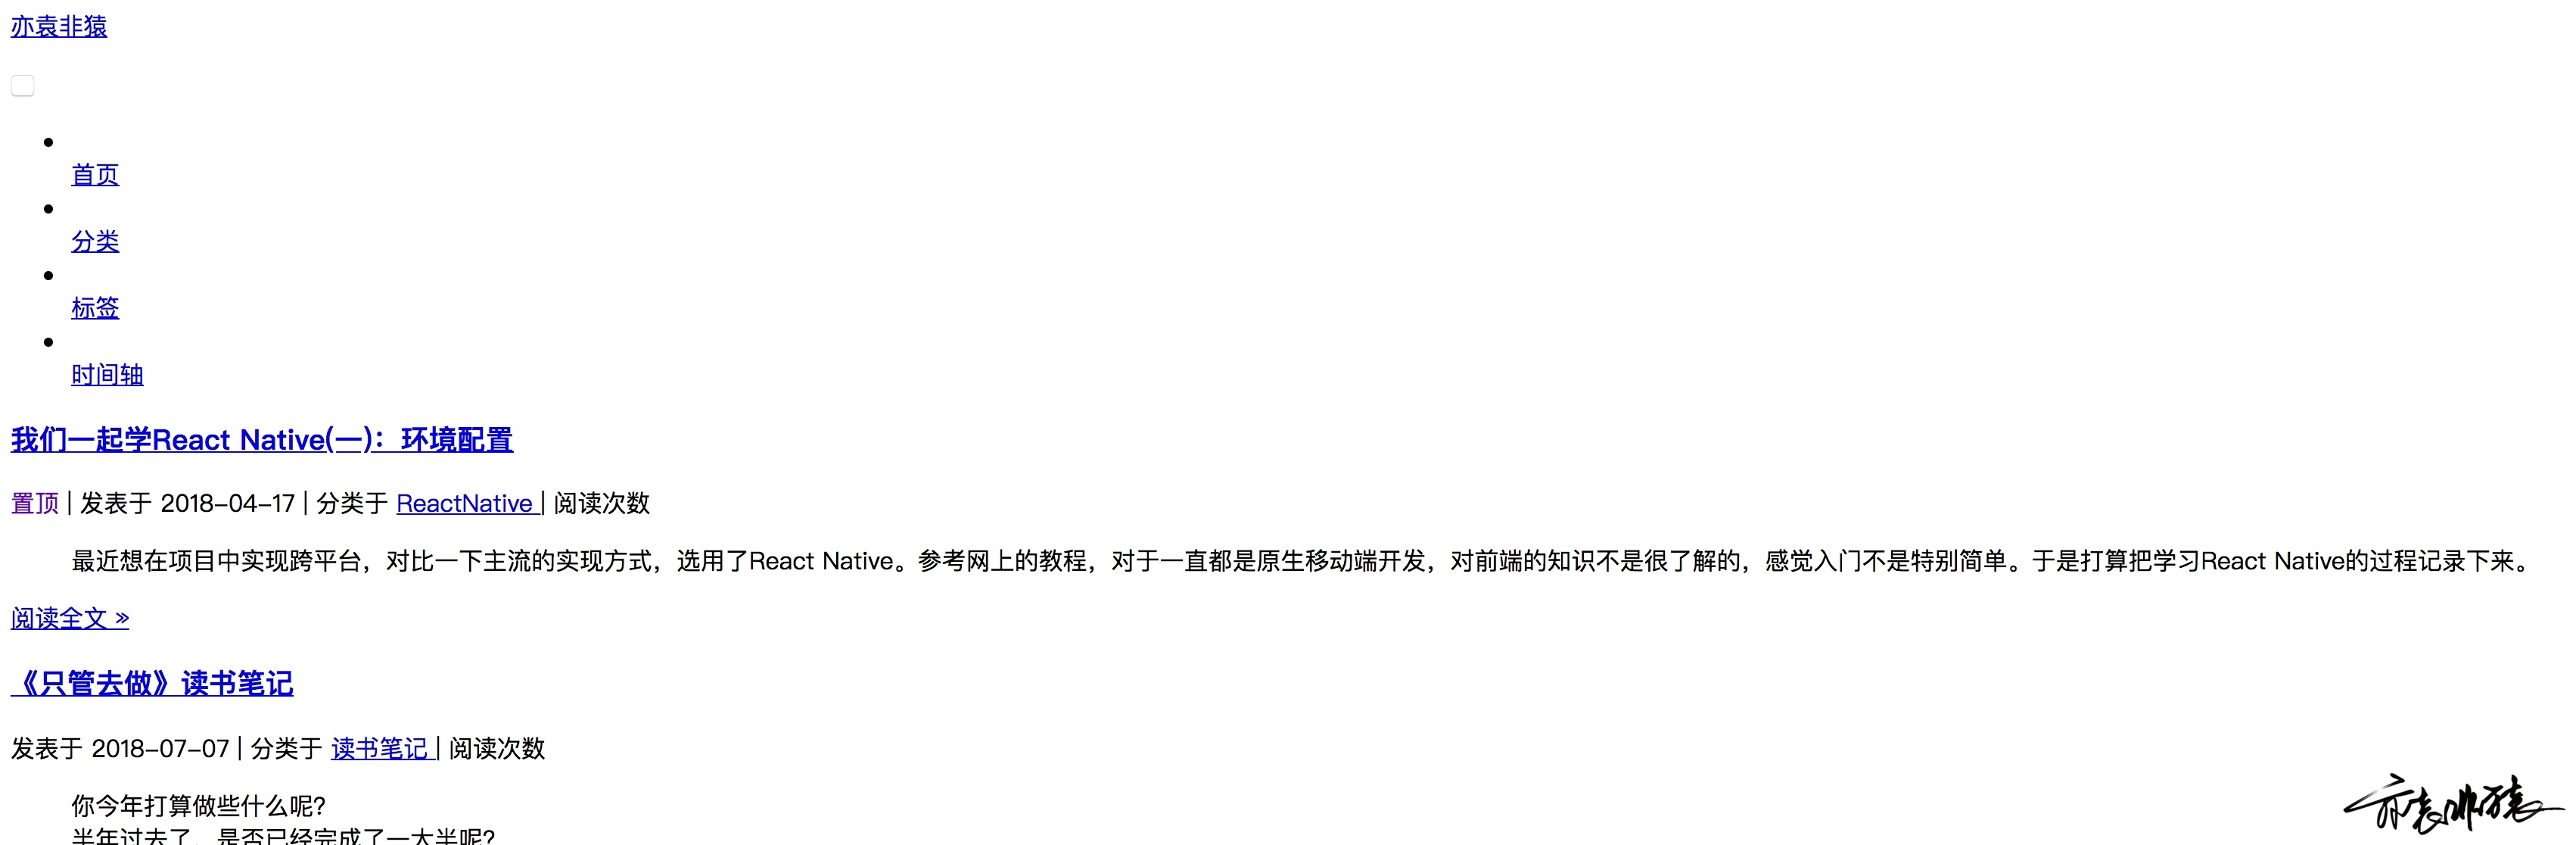 亦袁非猿
首页
分类
标签
时间轴
我们一起学React Native(一)：环境配置
置顶 | 发表于 2018-04-17 | 分类于 ReactNative | 阅读次数
最近想在项目中实现跨平台，对比一下主流的实现方式，选用了React Native。参考网上的教程，对于一直都是原生移动端开发，对前端的知识不是很了解的，感觉入门不是特别简单。于是打算把学习React Native的过程记录下来。
阅读全文 »
《只管去做》读书笔记
发表于 2018-07-07 | 分类于 读书笔记 | 阅读次数
你今年打算做些什么呢？
半年过去了，是否已经完成了一大半呢？
亦袁非猿